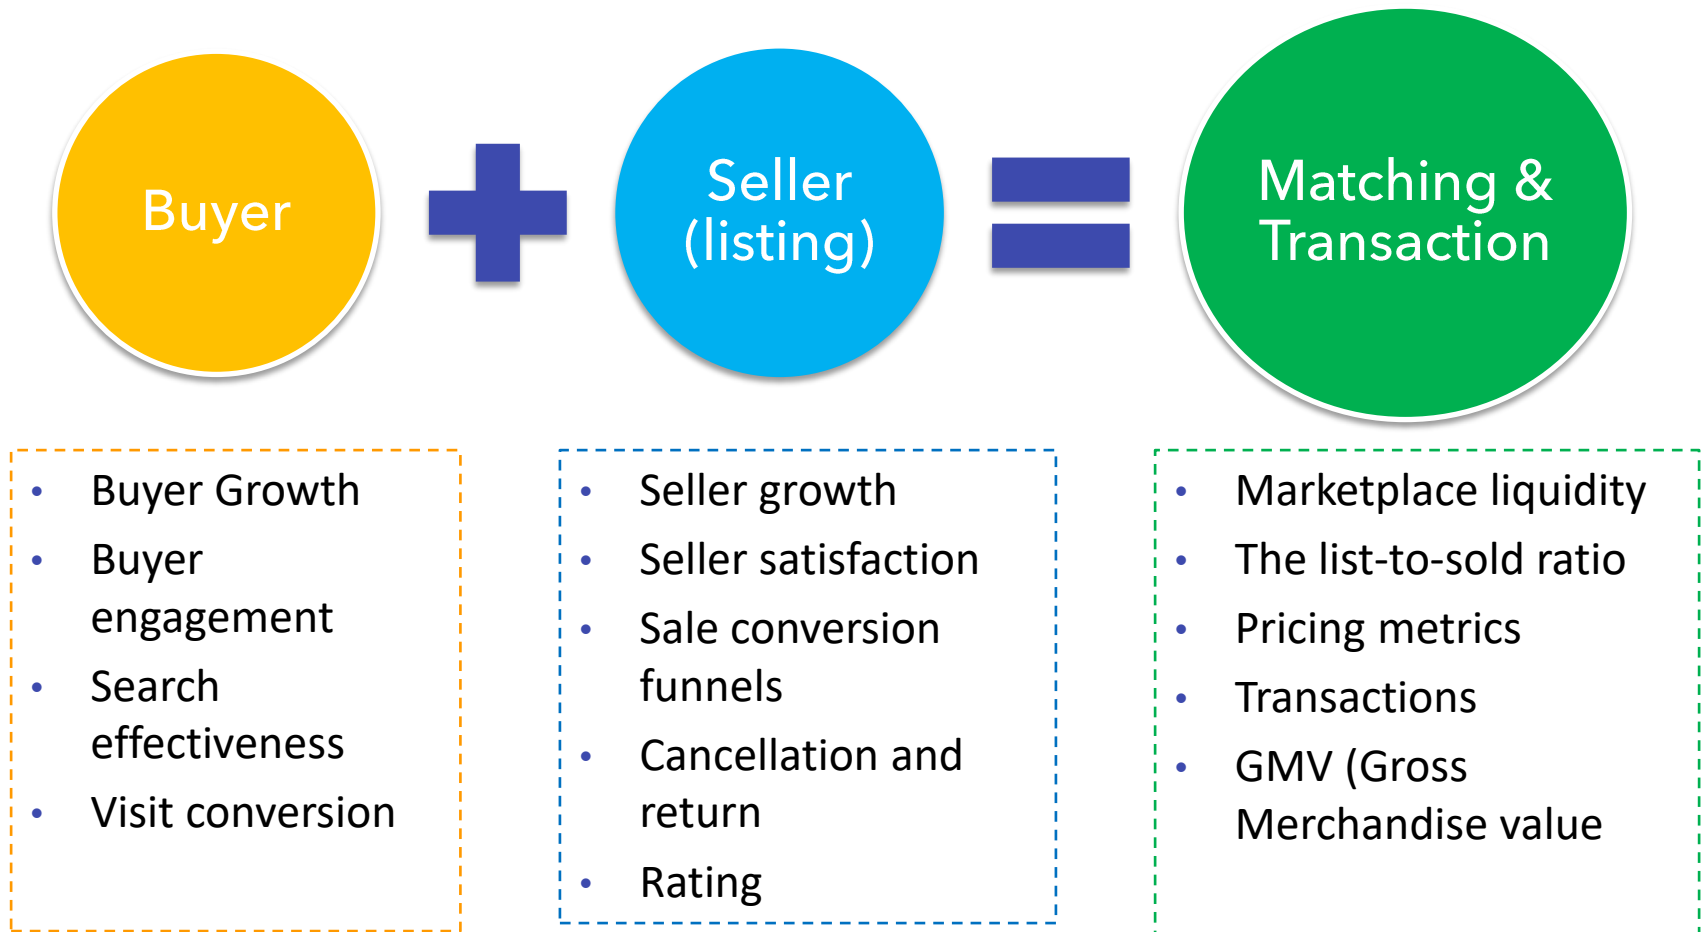 Buyer
Seller
(listing)
Matching &
Transaction
• Buyer Growth
• Buyer
engagement
• Search
effectiveness
• Visit conversion
• Seller growth
• Seller satisfaction
• Sale conversion
funnels
• Cancellation and
return
• Rating
• Marketplace liquidity
• The list-to-sold ratio
• Pricing metrics
• Transactions
• GMV (Gross
Merchandise value